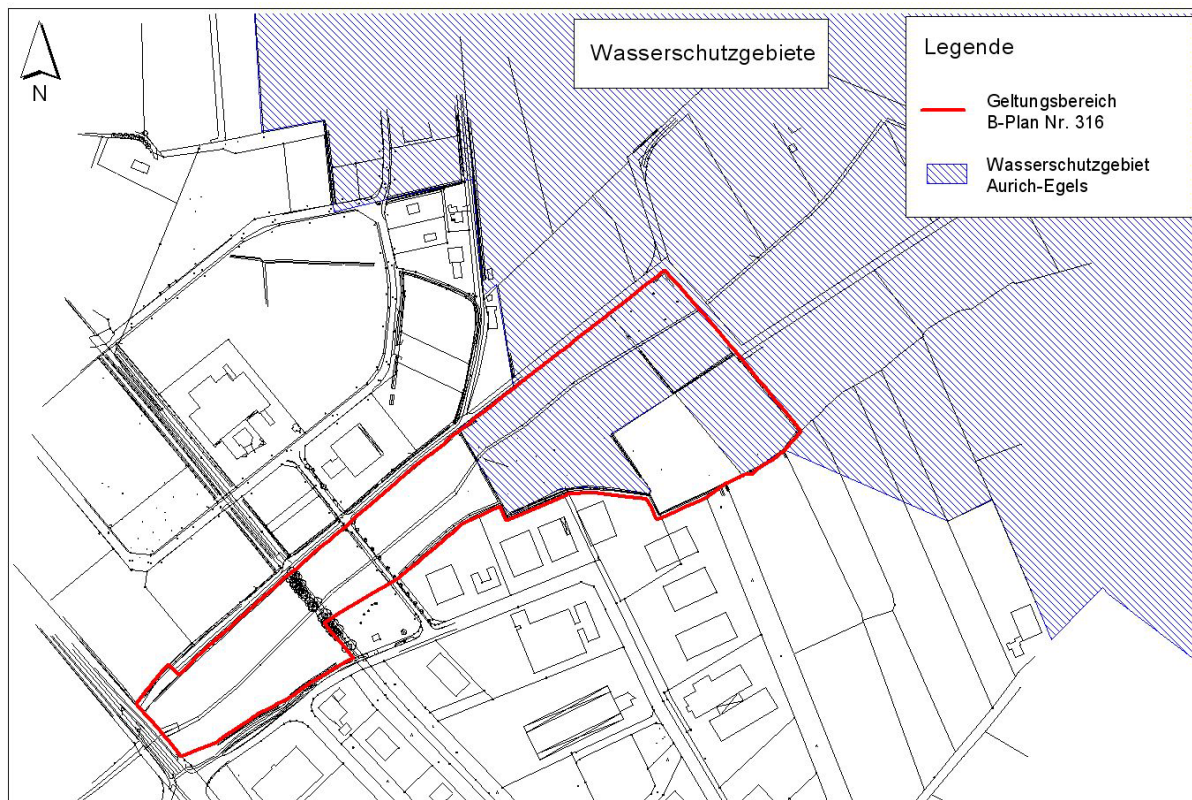 N
Wasserschutzgebiete
Legende
Geltungsbereich
B-Plan Nr. 316
Wasserschutzgebiet
Aurich-Egels